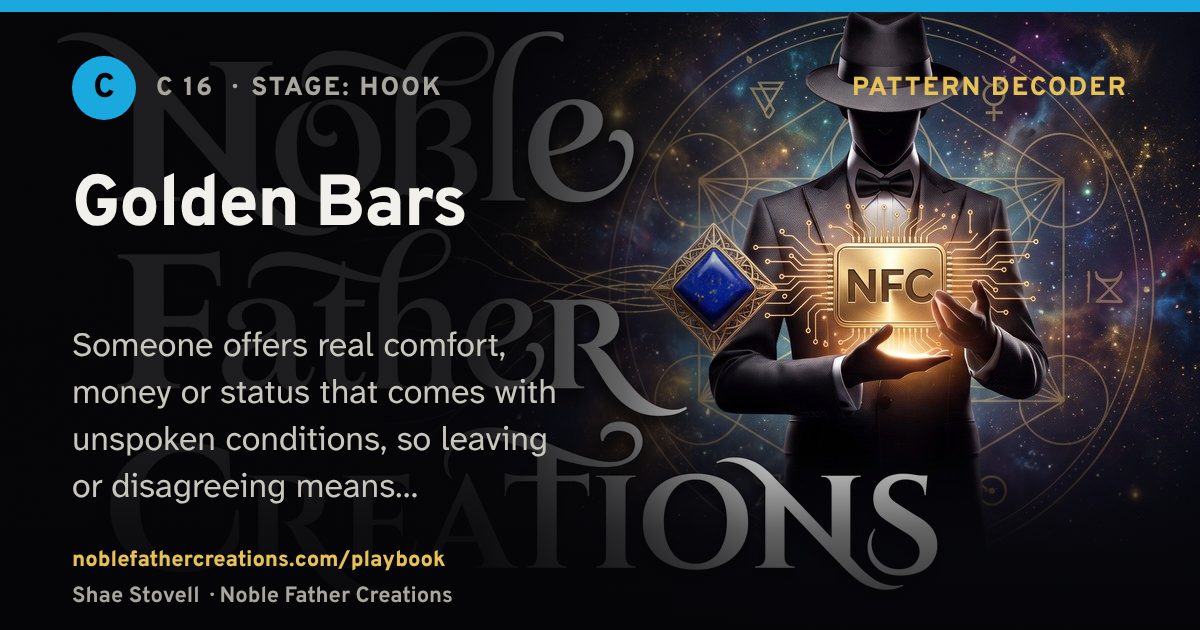 C
C 16 · STAGE: HOOK
PATTERN DECODER
Golden Bars
Someone offers real comfort,
money or status that comes with
unspoken conditions, so leaving
or disagreeing means...
noblefathercreations.com/playbook
Shae Stovell · Noble Father Creations
Noble
Father
Creations
NFC